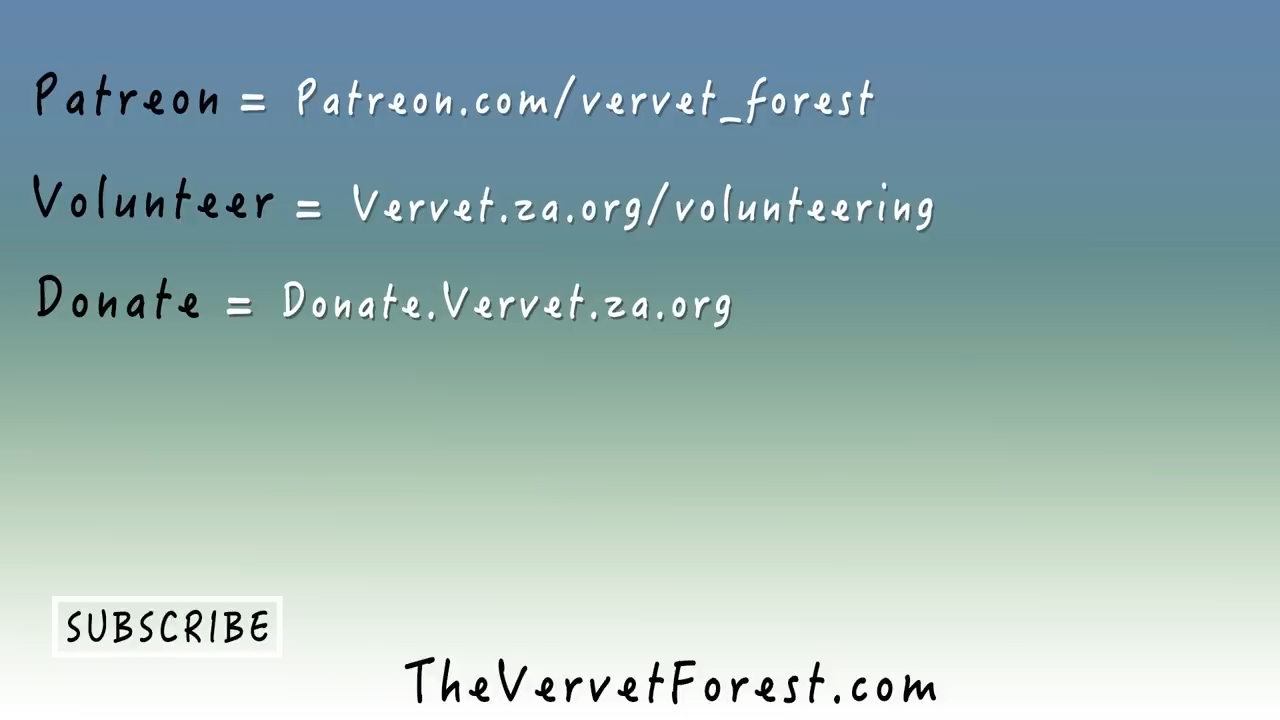 Patreon = Patreon.com/vervet_forest
Volunteer = Vervet.za.org/volunteering
Donate = Donate.Vervet.za.org
SUBSCRIBE
TheVervetForest.com